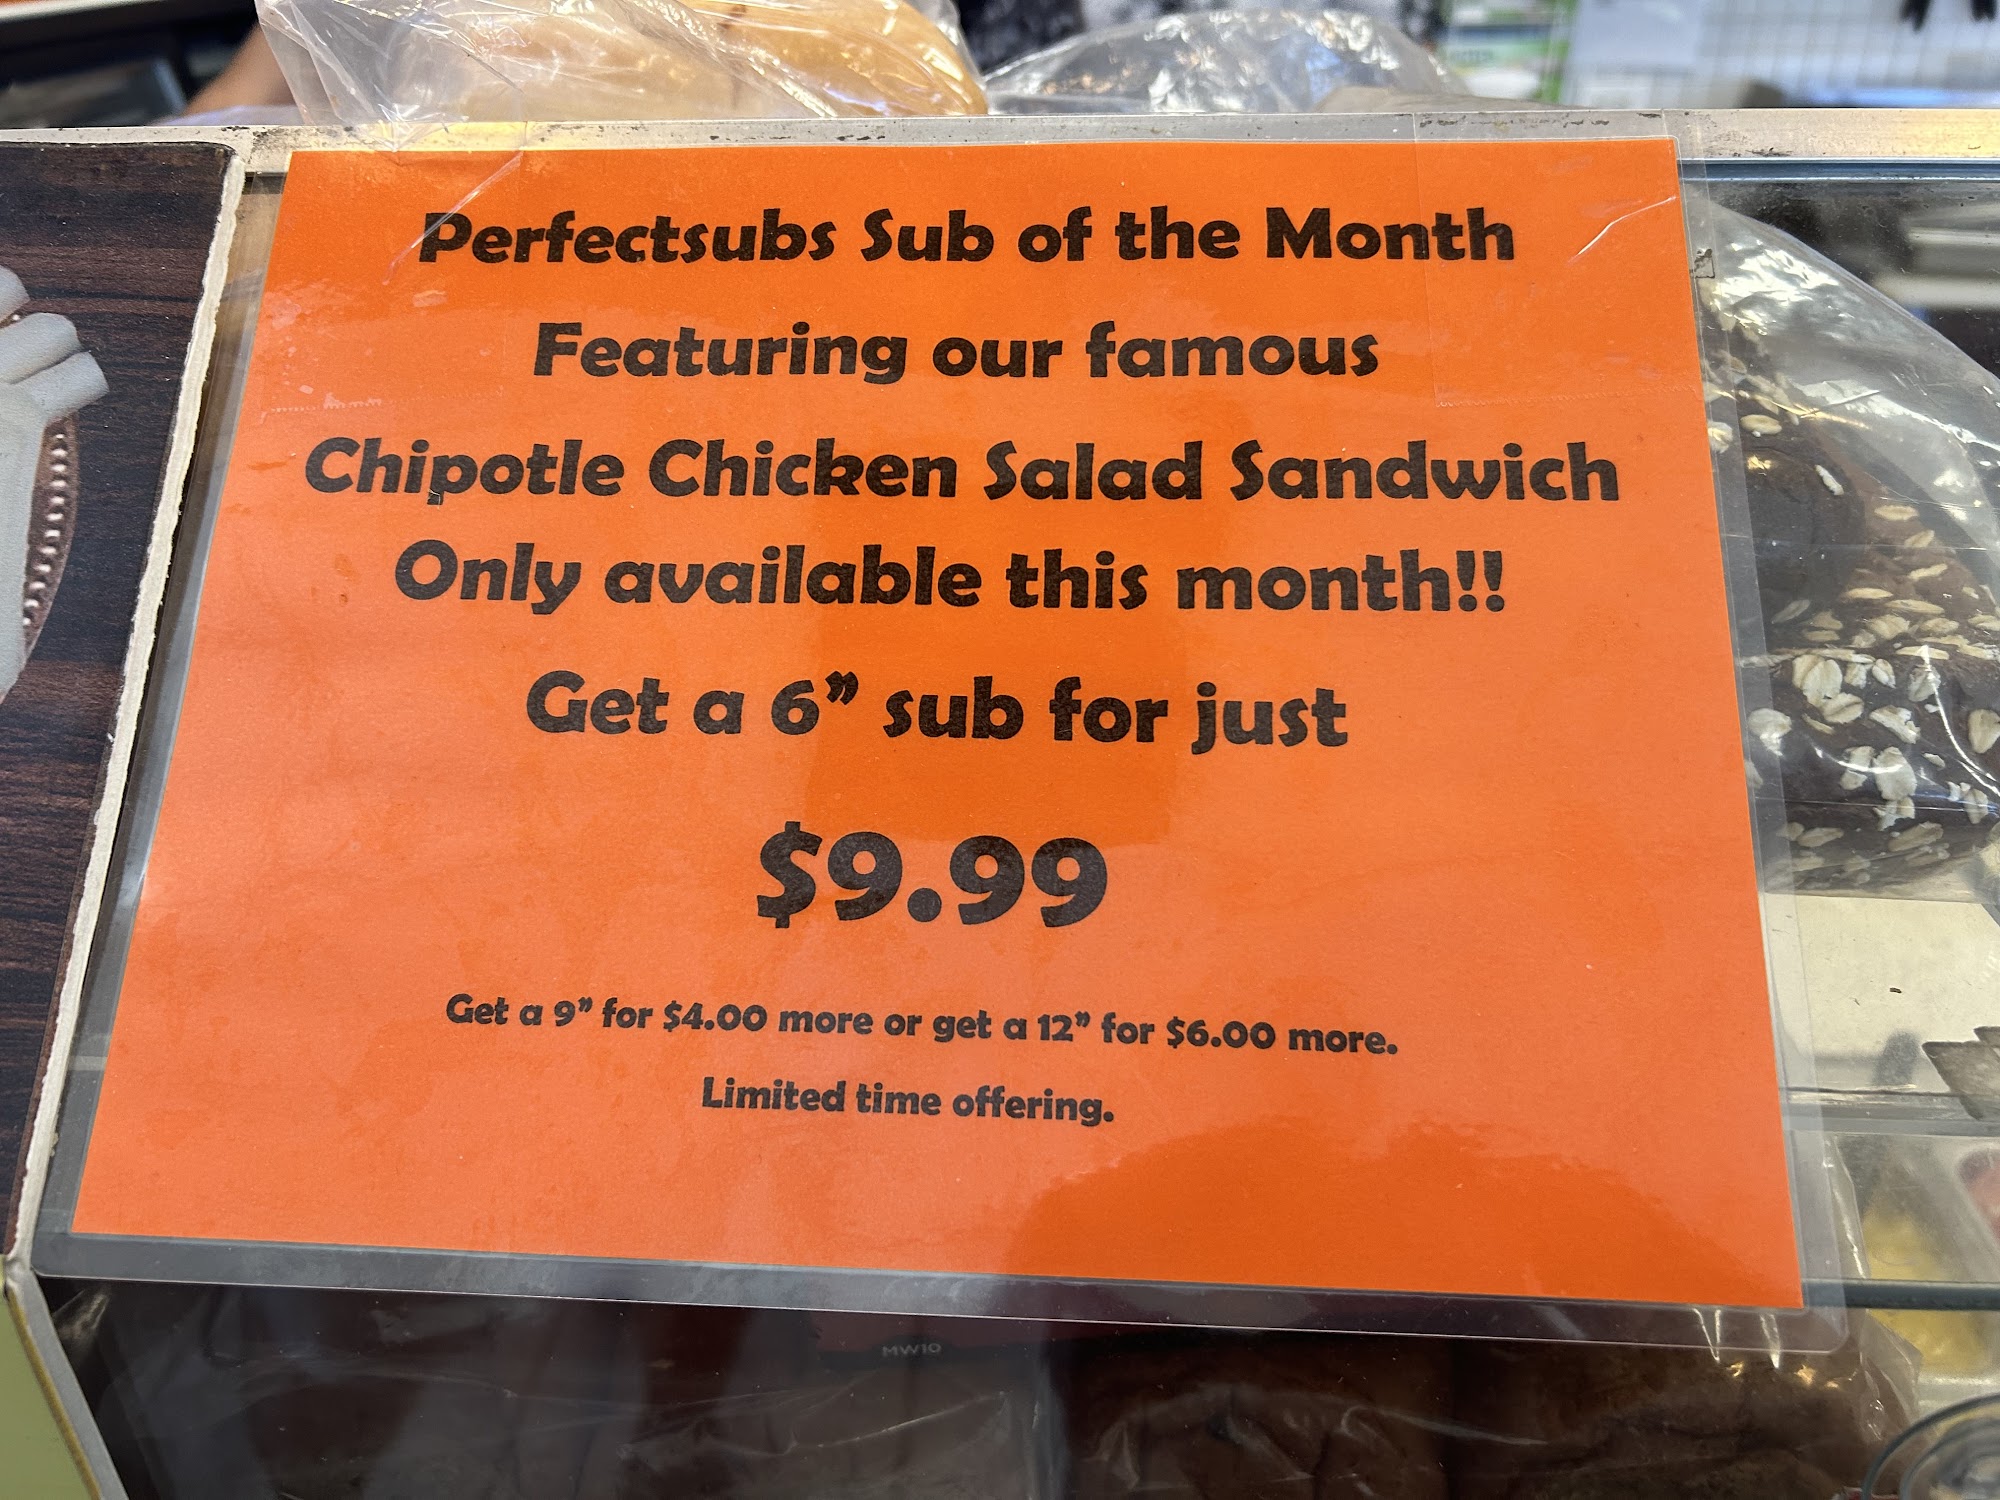 Perfectsubs Sub of the Month
Featuring our famous
Chipotle Chicken Salad Sandwich
Only available this month!!
Get a 6” sub for just
$9.99
Get a 9” for $4.00 more or get a 12” for $6.00 more.
Limited time offering.
MW10